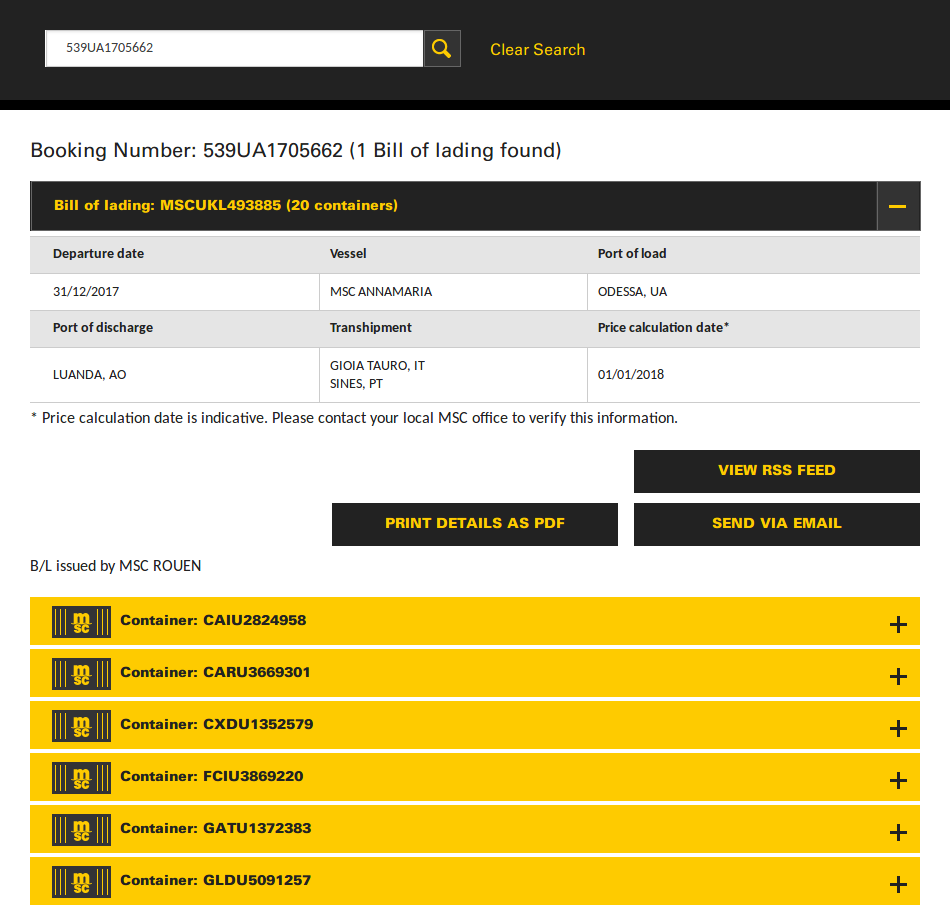 539UA1705662
Clear Search
Booking Number: 539UA1705662 (1 Bill of lading found)
Bill of lading: MSCUKL493885 (20 containers)
Departure date Vessel Port of load
31/12/2017 MSC ANNAMARIA ODESSA, UA
Port of discharge Transhipment Price calculation date*
LUANDA, AO GIOIA TAURO, IT 01/01/2018
SINES, PT
* Price calculation date is indicative. Please contact your local MSC office to verify this information.
VIEW RSS FEED
PRINT DETAILS AS PDF SEND VIA EMAIL
B/L issued by MSC ROUEN
msc Container: CAIU2824958
msc Container: CARU3669301
msc Container: CXDU1352579
msc Container: FCIU3869220
msc Container: GATU1372383
msc Container: GLDU5091257